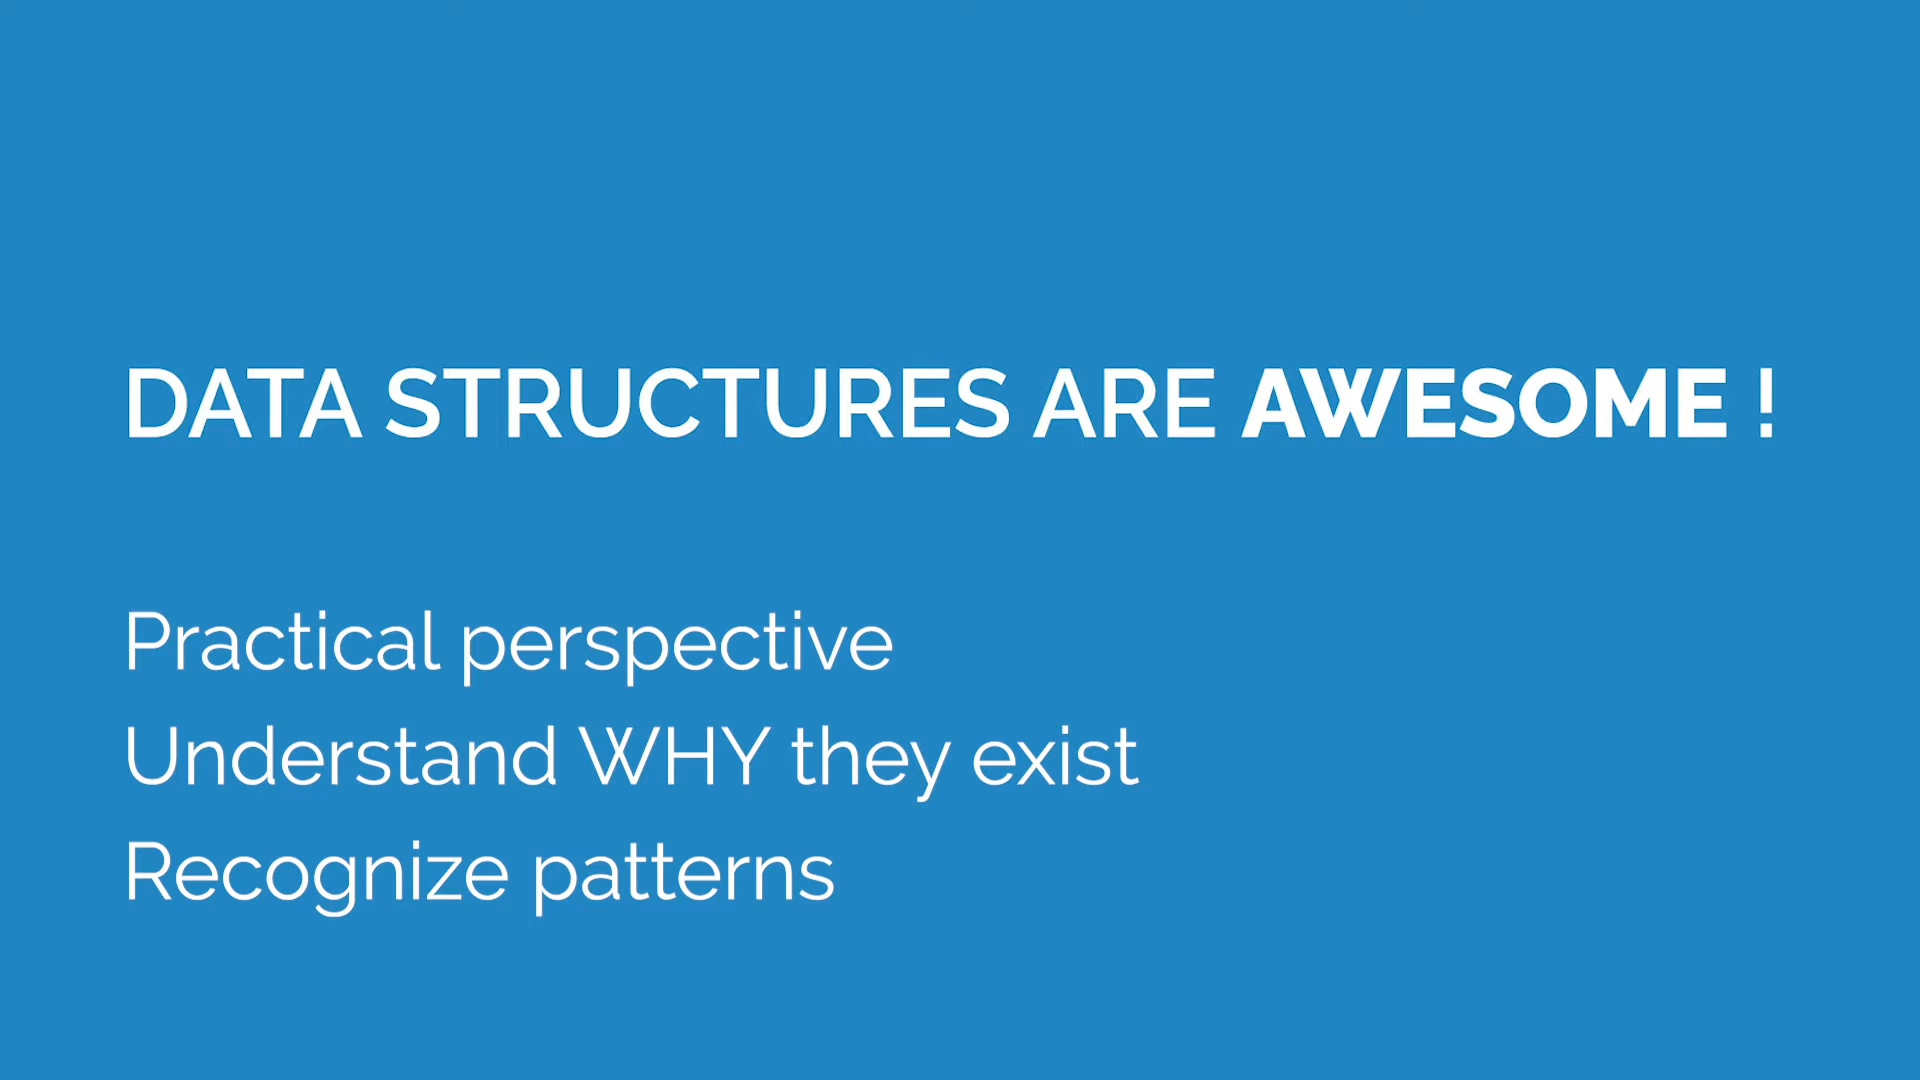 DATA STRUCTURES ARE AWESOME !
Practical perspective
Understand WHY they exist
Recognize patterns